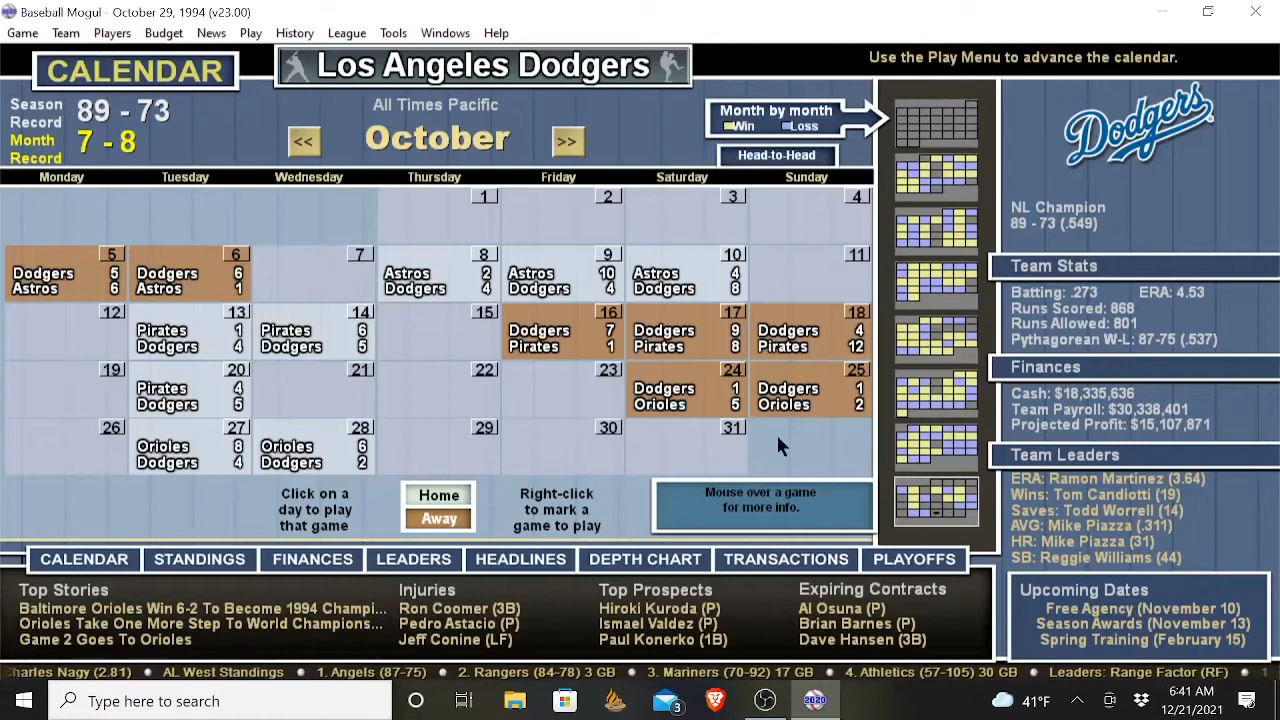 Baseball Mogul - October 29, 1994 (v23.00)
Game Team Players Budget News Play History League Tools Windows Help
CALENDAR
Los Angeles Dodgers
Use the Play Menu to advance the calendar.
Season Record 89 - 73
Month Record 7 - 8
All Times Pacific
<< October >>
Month by month
Win Loss
Head-to-Head
Monday Tuesday Wednesday Thursday Friday Saturday Sunday
1 2 3 4
5 6 7 8 9 10 11
Dodgers 5 Dodgers 6 Astros 2 Astros 10 Astros 4
Astros 6 Astros 1 Dodgers 4 Dodgers 4 Dodgers 8
12 13 14 15 16 17 18
Pirates 1 Pirates 6 Dodgers 7 Dodgers 9 Dodgers 4
Dodgers 4 Dodgers 5 Pirates 1 Pirates 8 Pirates 12
19 20 21 22 23 24 25
Pirates 4 Dodgers 1 Dodgers 1
Dodgers 5 Orioles 5 Orioles 2
26 27 28 29 30 31
Orioles 8 Orioles 6
Dodgers 4 Dodgers 2
Click on a
day to play
that game
Home
Away
Right-click
to mark a
game to play
Mouse over a game
for more info.
Dodgers
NL Champion
89 - 73 (.549)
Team Stats
Batting: .273 ERA: 4.53
Runs Scored: 868
Runs Allowed: 801
Pythagorean W-L: 87-75 (.537)
Finances
Cash: $18,335,636
Team Payroll: $30,338,401
Projected Profit: $15,107,871
Team Leaders
ERA: Ramon Martinez (3.64)
Wins: Tom Candiotti (19)
Saves: Todd Worrell (14)
AVG: Mike Piazza (.311)
HR: Mike Piazza (31)
SB: Reggie Williams (44)
CALENDAR STANDINGS FINANCES LEADERS HEADLINES DEPTH CHART TRANSACTIONS PLAYOFFS
Top Stories
Baltimore Orioles Win 6-2 To Become 1994 Champi...
Orioles Take One More Step To World Champions...
Game 2 Goes To Orioles
Injuries
Ron Coomer (3B)
Pedro Astacio (P)
Jeff Conine (LF)
Top Prospects
Hiroki Kuroda (P)
Ismael Valdez (P)
Paul Konerko (1B)
Expiring Contracts
Al Osuna (P)
Brian Barnes (P)
Dave Hansen (3B)
Upcoming Dates
Free Agency (November 10)
Season Awards (November 13)
Spring Training (February 15)
harles Nagy (2.81) • AL West Standings • 1. Angels (87-75) • 2. Rangers (84-78) 3 GB • 3. Mariners (70-92) 17 GB • 4. Athletics (57-105) 30 GB • Leaders: Range Factor (RF) • 1
Type here to search
3
2020
41°F
6:41 AM
12/21/2021